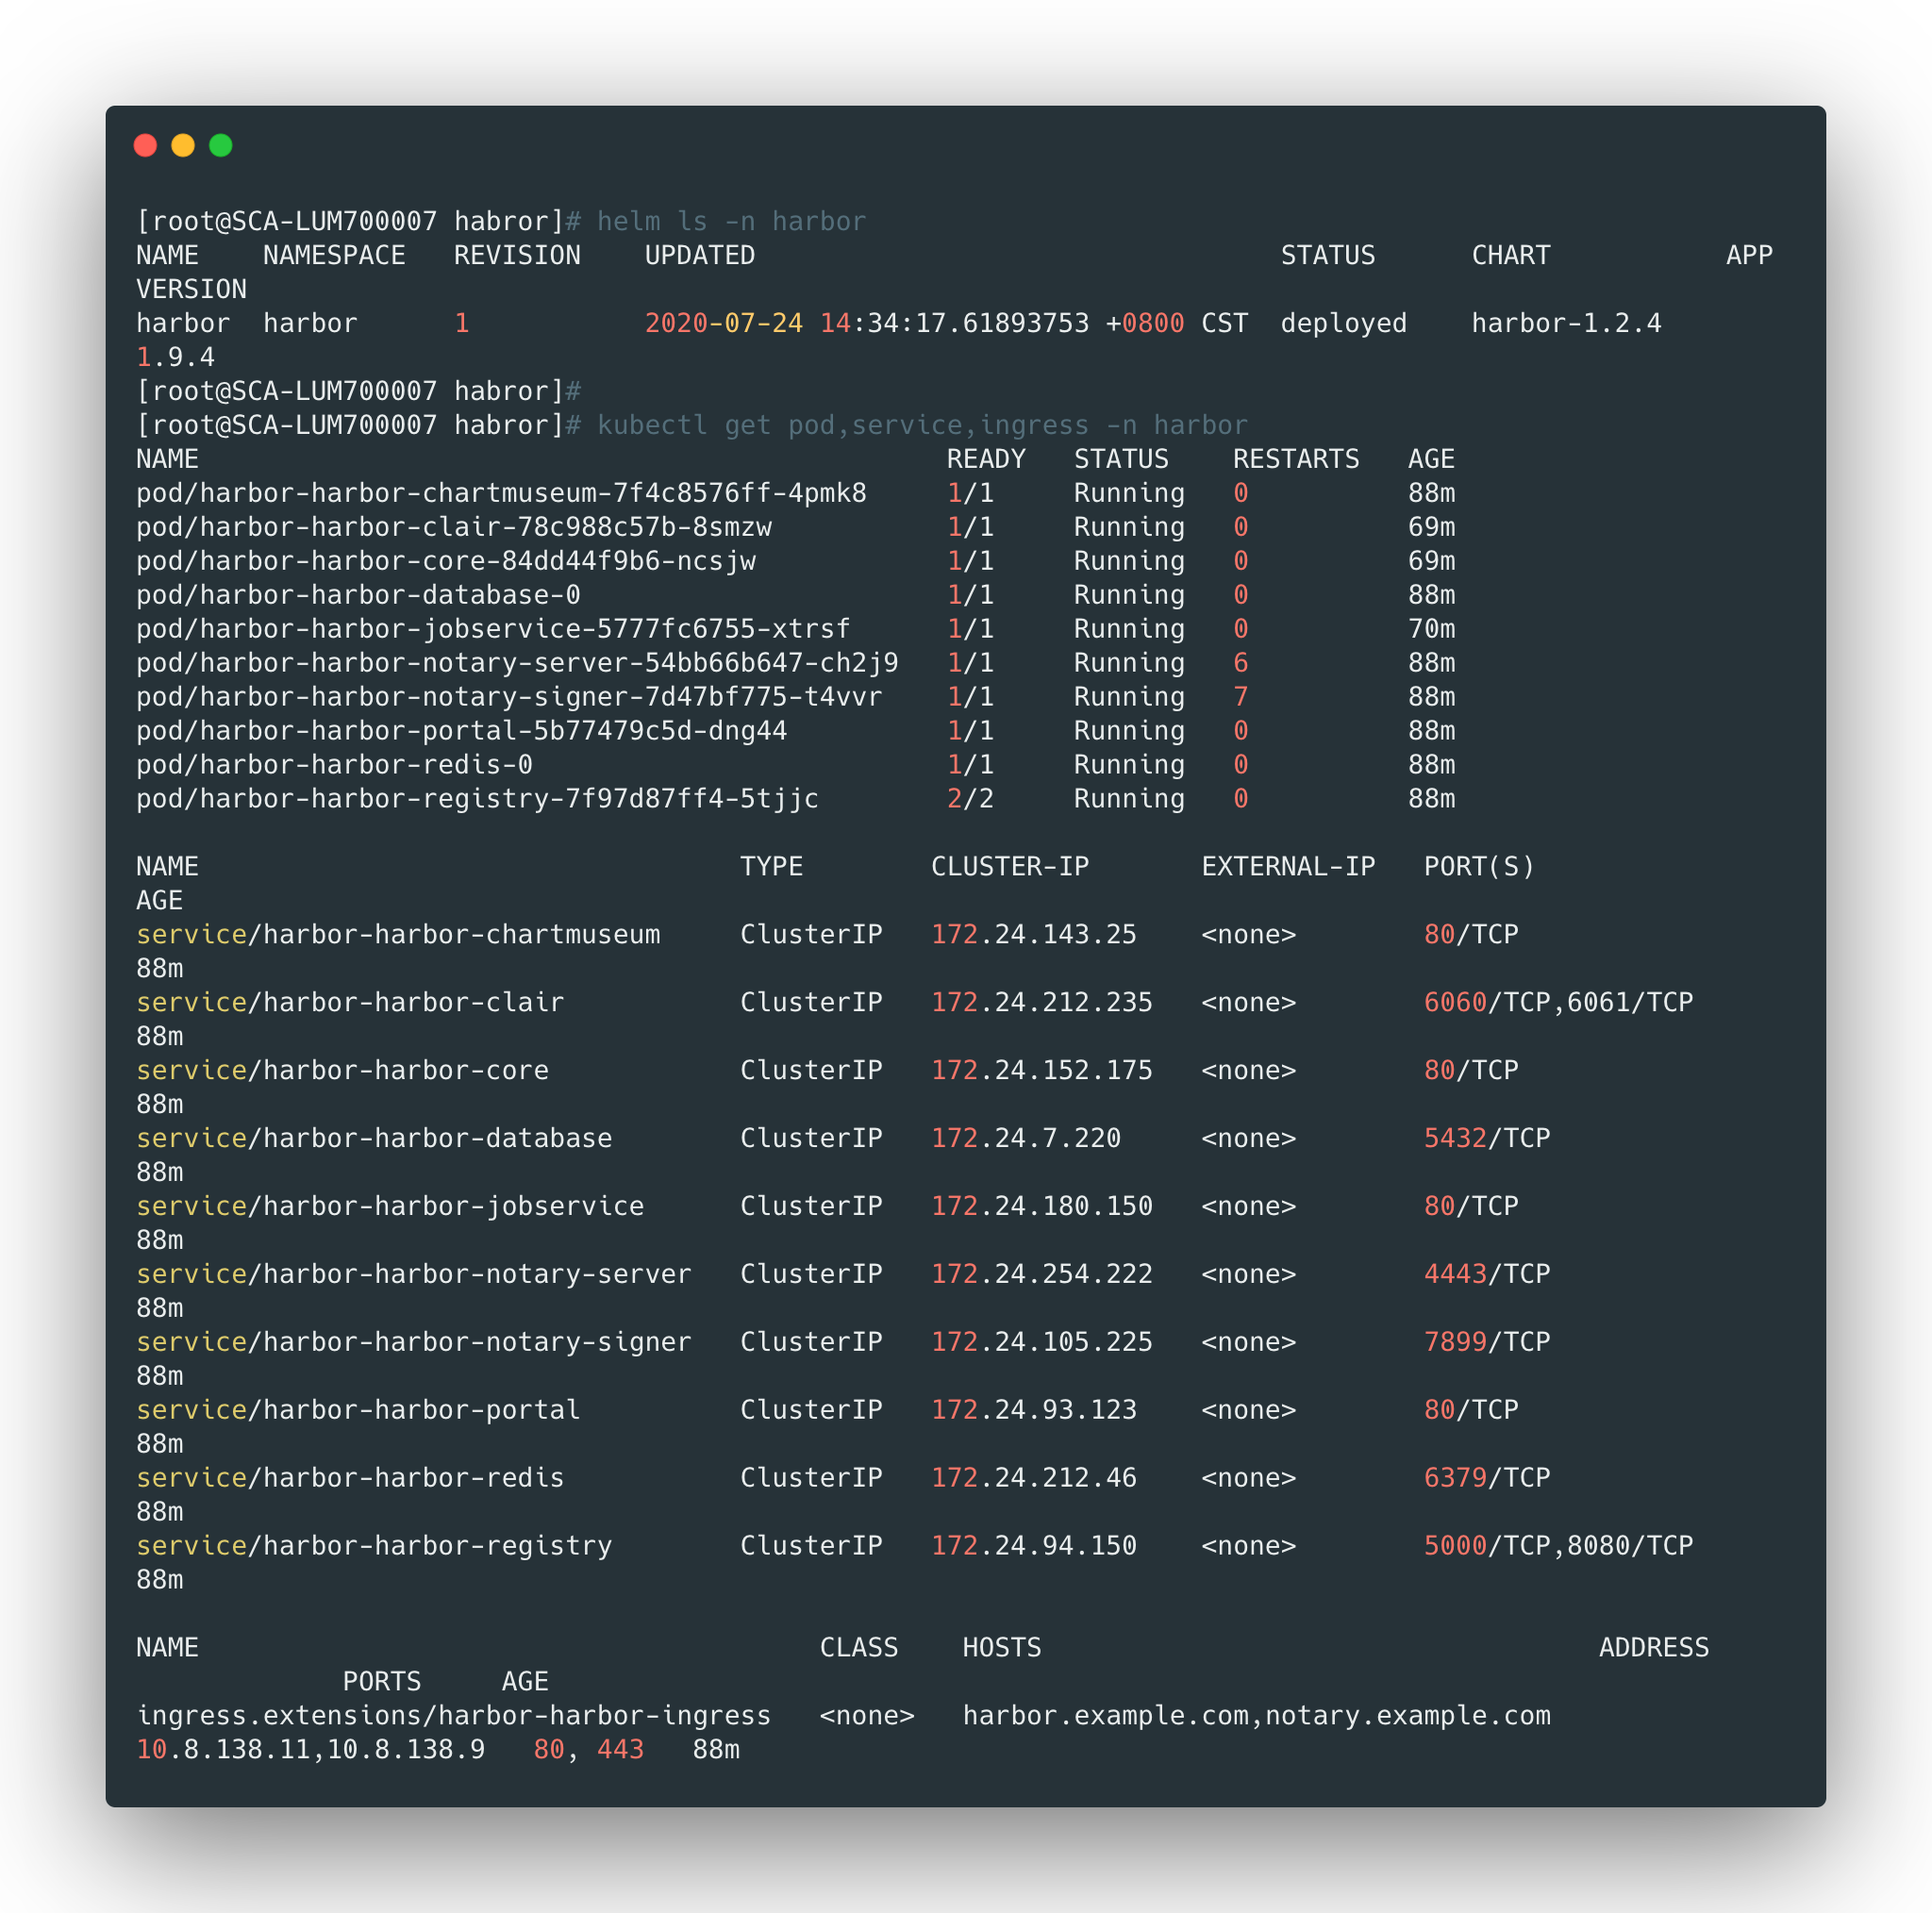 [root@SCA-LUM700007 habror]# helm ls -n harbor
NAME    NAMESPACE   REVISION    UPDATED                                 STATUS      CHART           APP
VERSION
harbor  harbor      1           2020-07-24 14:34:17.61893753 +0800 CST  deployed    harbor-1.2.4
1.9.4
[root@SCA-LUM700007 habror]#
[root@SCA-LUM700007 habror]# kubectl get pod,service,ingress -n harbor
NAME                                               READY   STATUS    RESTARTS   AGE
pod/harbor-harbor-chartmuseum-7f4c8576ff-4pmk8     1/1     Running   0          88m
pod/harbor-harbor-clair-78c988c57b-8smzw           1/1     Running   0          69m
pod/harbor-harbor-core-84dd44f9b6-ncsjw            1/1     Running   0          69m
pod/harbor-harbor-database-0                       1/1     Running   0          88m
pod/harbor-harbor-jobservice-5777fc6755-xtrsf      1/1     Running   0          70m
pod/harbor-harbor-notary-server-54bb66b647-ch2j9   1/1     Running   6          88m
pod/harbor-harbor-notary-signer-7d47bf775-t4vvr    1/1     Running   7          88m
pod/harbor-harbor-portal-5b77479c5d-dng44          1/1     Running   0          88m
pod/harbor-harbor-redis-0                          1/1     Running   0          88m
pod/harbor-harbor-registry-7f97d87ff4-5tjjc        2/2     Running   0          88m
NAME                                  TYPE        CLUSTER-IP       EXTERNAL-IP   PORT(S)
AGE
service/harbor-harbor-chartmuseum     ClusterIP   172.24.143.25    <none>        80/TCP
88m
service/harbor-harbor-clair           ClusterIP   172.24.212.235   <none>        6060/TCP,6061/TCP
88m
service/harbor-harbor-core            ClusterIP   172.24.152.175   <none>        80/TCP
88m
service/harbor-harbor-database        ClusterIP   172.24.7.220     <none>        5432/TCP
88m
service/harbor-harbor-jobservice      ClusterIP   172.24.180.150   <none>        80/TCP
88m
service/harbor-harbor-notary-server   ClusterIP   172.24.254.222   <none>        4443/TCP
88m
service/harbor-harbor-notary-signer   ClusterIP   172.24.105.225   <none>        7899/TCP
88m
service/harbor-harbor-portal          ClusterIP   172.24.93.123    <none>        80/TCP
88m
service/harbor-harbor-redis           ClusterIP   172.24.212.46    <none>        6379/TCP
88m
service/harbor-harbor-registry        ClusterIP   172.24.94.150    <none>        5000/TCP,8080/TCP
88m
NAME                                       CLASS    HOSTS                                   ADDRESS
             PORTS     AGE
ingress.extensions/harbor-harbor-ingress   <none>   harbor.example.com,notary.example.com
10.8.138.11,10.8.138.9   80, 443   88m